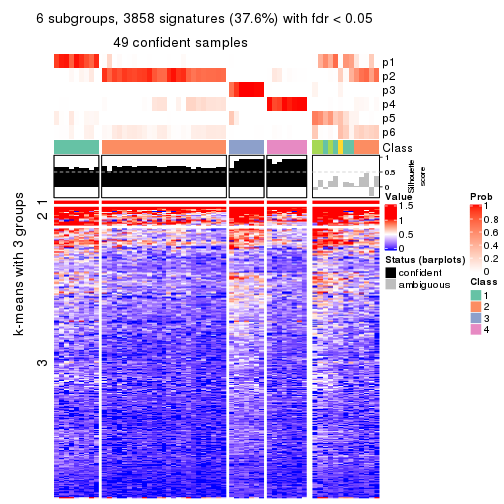 6 subgroups, 3858 signatures (37.6%) with fdr < 0.05
49 confident samples
p1
p2
p3
p4
p5
p6
Class
1
0.5
0
Silhouette
score
k-means with 3 groups
1
2
3
Value
1.5
1
0.5
0
Status (barplots)
confident
ambiguous
Prob
1
0.8
0.6
0.4
0.2
0
Class
1
2
3
4